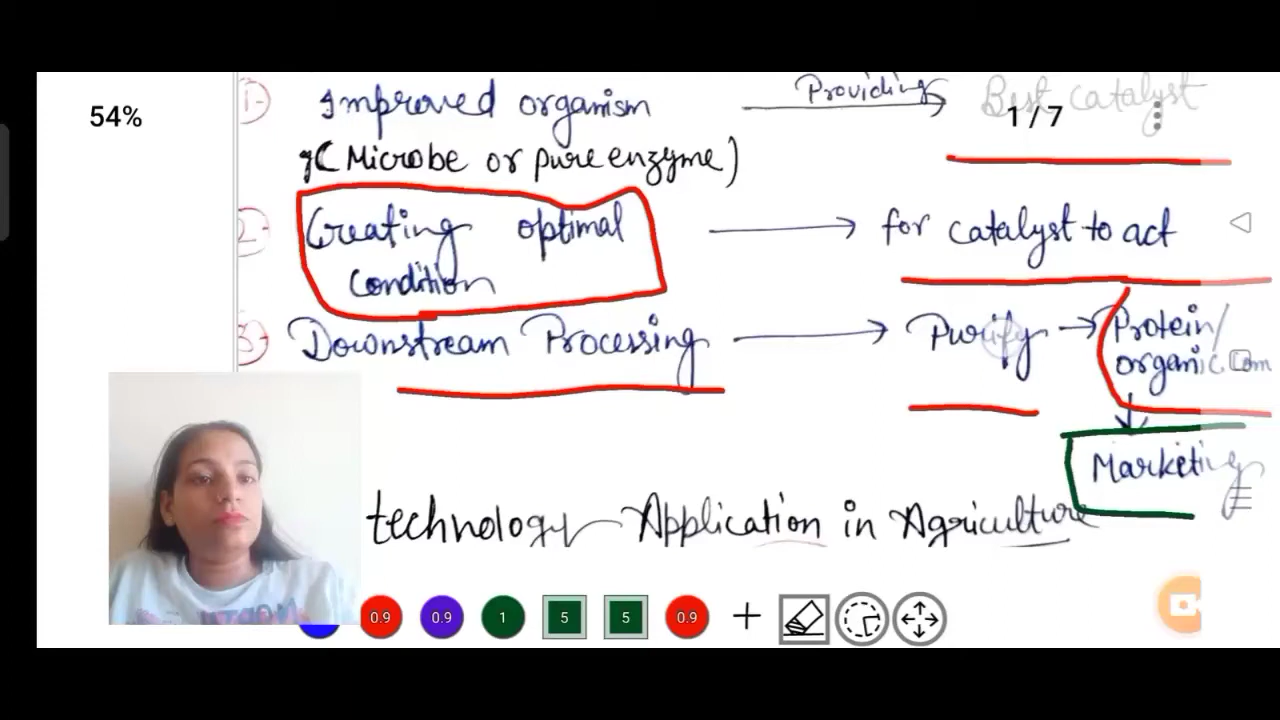 54%
1-
Improved organism
Providing
Best catalyst
1 / 7
(Microbe or pure enzyme)
2-
Creating optimal
for catalyst to act
condition
3-
Downstream Processing
Purify
Protein/
organic. Com
Marketing
technology Application in Agriculture
0.9 0.9 1 5 5 0.9